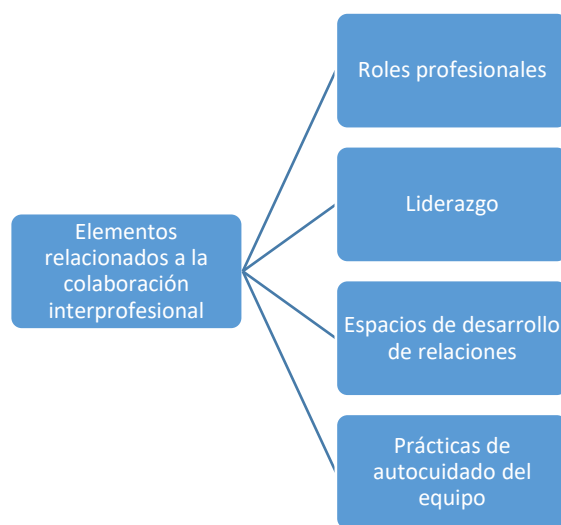 Elementos
relacionados a la
colaboración
interprofesional
Roles profesionales
Liderazgo
Espacios de desarrollo
de relaciones
Prácticas de
autocuidado del
equipo